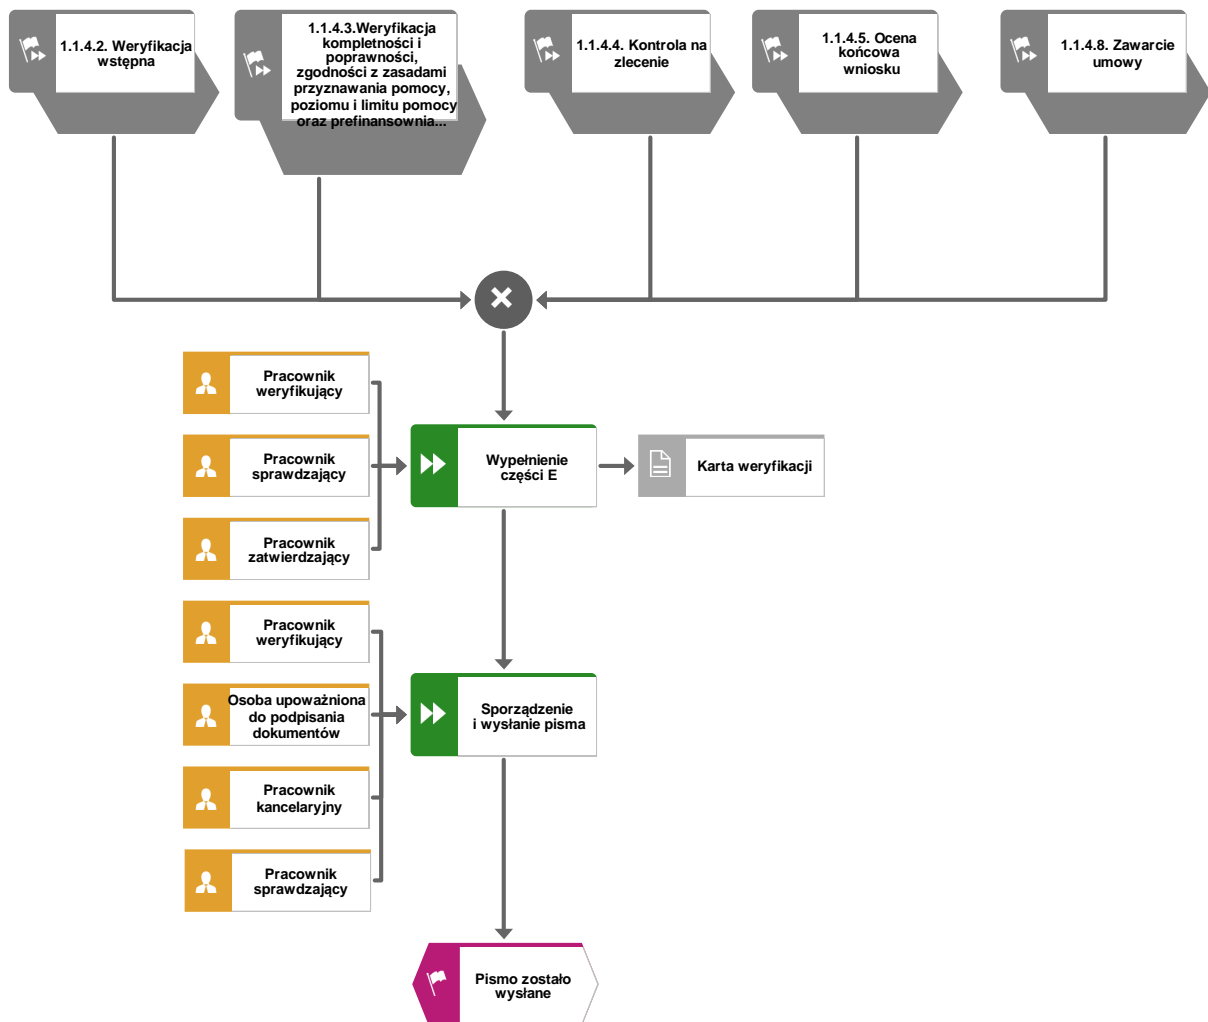 1.1.4.2. Weryfikacja
wstępna
1.1.4.3.Weryfikacja
kompletności i
poprawności,
zgodności z zasadami
przyznawania pomocy,
poziomu i limitu pomocy
oraz prefinansownia...
1.1.4.4. Kontrola na
zlecenie
1.1.4.5. Ocena
końcowa
wniosku
1.1.4.8. Zawarcie
umowy
Pracownik
weryfikujący
Pracownik
sprawdzający
Pracownik
zatwierdzający
Wypełnienie
części E
Karta weryfikacji
Pracownik
weryfikujący
Osoba upoważniona
do podpisania
dokumentów
Pracownik
kancelaryjny
Pracownik
sprawdzający
Sporządzenie
i wysłanie pisma
Pismo zostało
wysłane